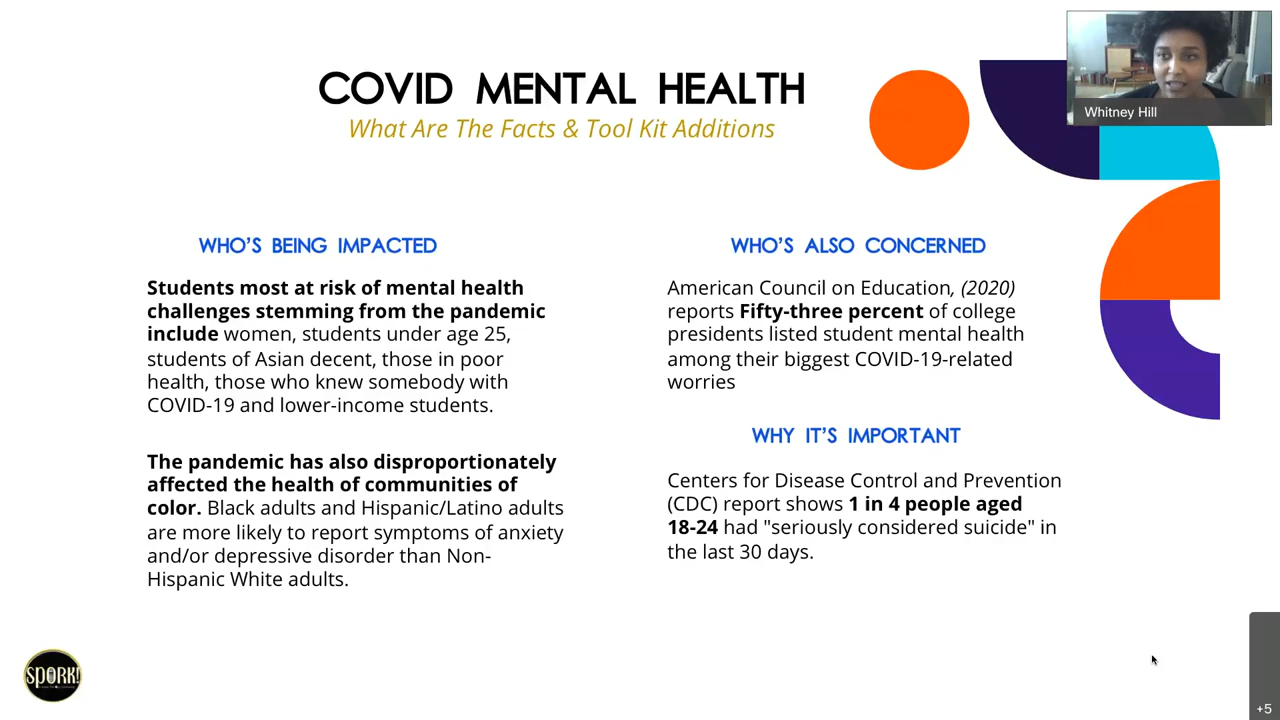 COVID MENTAL HEALTH
What Are The Facts & Tool Kit Additions
Whitney Hill
WHO'S BEING IMPACTED
Students most at risk of mental health
challenges stemming from the pandemic
include women, students under age 25,
students of Asian decent, those in poor
health, those who knew somebody with
COVID-19 and lower-income students.
The pandemic has also disproportionately
affected the health of communities of
color. Black adults and Hispanic/Latino adults
are more likely to report symptoms of anxiety
and/or depressive disorder than Non-
Hispanic White adults.
WHO'S ALSO CONCERNED
American Council on Education, (2020)
reports Fifty-three percent of college
presidents listed student mental health
among their biggest COVID-19-related
worries
WHY IT'S IMPORTANT
Centers for Disease Control and Prevention
(CDC) report shows 1 in 4 people aged
18-24 had "seriously considered suicide" in
the last 30 days.
SPORK!
+5